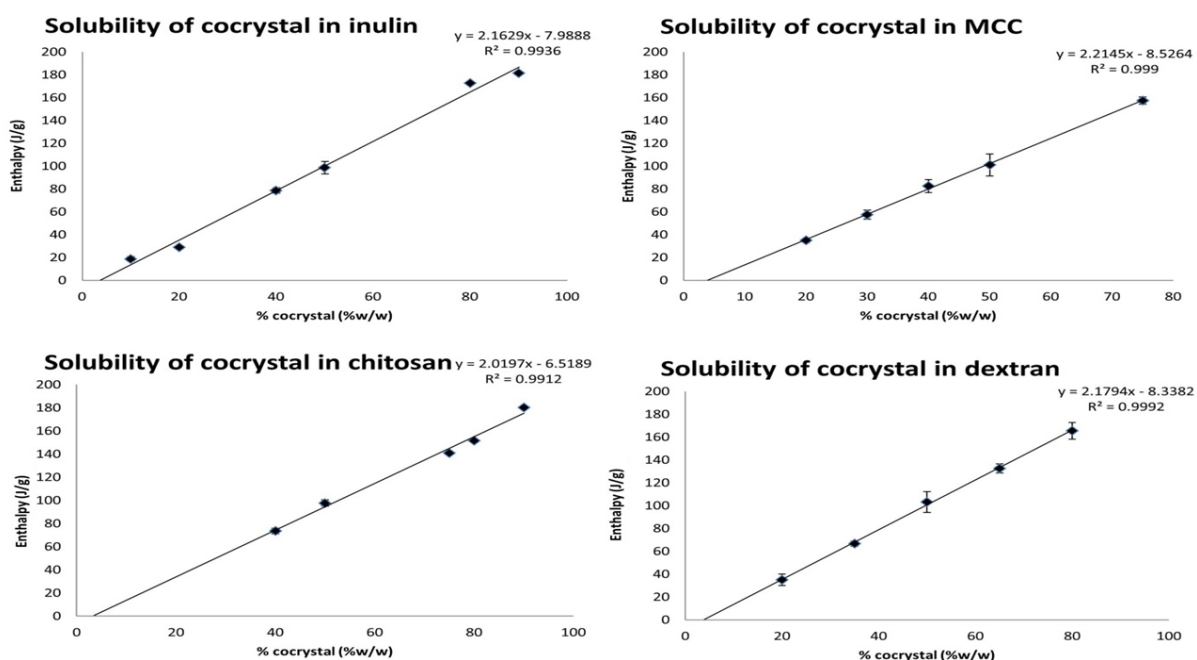 Solubility of cocrystal in inulin
y = 2.1629x - 7.9888
R² = 0.9936
200
180
160
140
120
100
80
60
40
20
0
Enthalpy (J/g)
0 20 40 60 80 100
% cocrystal (%w/w)
Solubility of cocrystal in MCC
y = 2.2145x - 8.5264
R² = 0.999
200
180
160
140
120
100
80
60
40
20
0
Enthalpy (J/g)
0 10 20 30 40 50 60 70 80
% cocrystal (%w/w)
Solubility of cocrystal in chitosan
y = 2.0197x - 6.5189
R² = 0.9912
200
180
160
140
120
100
80
60
40
20
0
Enthalpy (J/g)
0 20 40 60 80 100
% cocrystal (%w/w)
Solubility of cocrystal in dextran
y = 2.1794x - 8.3382
R² = 0.9992
200
180
160
140
120
100
80
60
40
20
0
Enthalpy (J/g)
0 20 40 60 80 100
% cocrystal (%w/w)